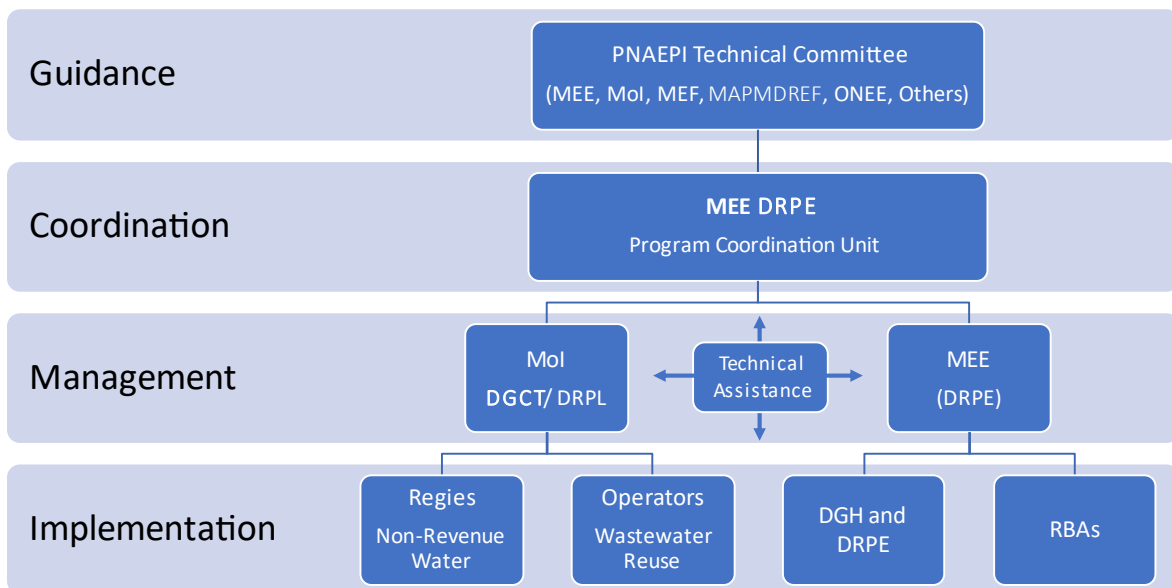 Guidance
PNAEPI Technical Committee
(MEE, MoI, MEF, MAPMDREF, ONEE, Others)
Coordination
MEE DRPE
Program Coordination Unit
Management
MoI
DGCT/ DRPL
Technical
Assistance
MEE
(DRPE)
Implementation
Regies
Non-Revenue
Water
Operators
Wastewater
Reuse
DGH and
DRPE
RBAs